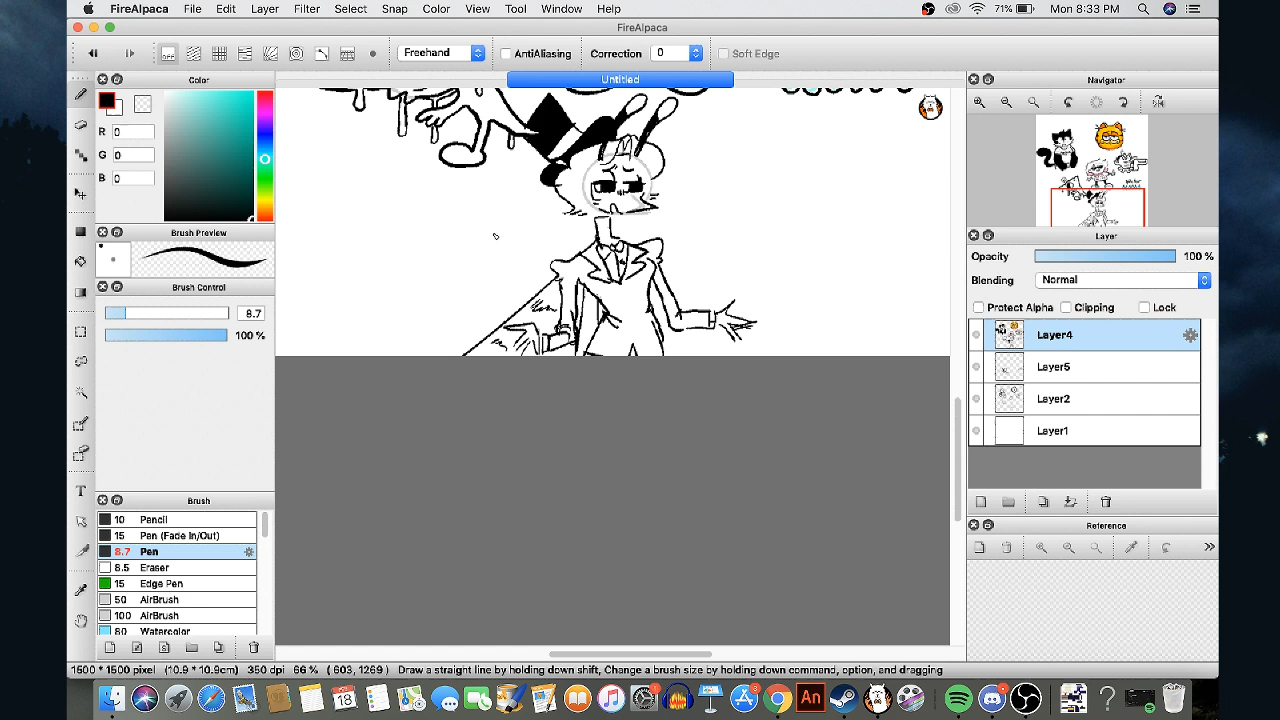 FireAlpaca File Edit Layer Filter Select Snap Color View Tool Window Help 71% Mon 8:33 PM
FireAlpaca
OFF Freehand AntiAliasing Correction 0 Soft Edge
Color
Untitled
Navigator
R 0
G 0
B 0
Brush Preview
Layer
Opacity 100 %
Blending Normal
Brush Control
Protect Alpha Clipping Lock
8.7
100 %
Layer4
Layer5
Layer2
Layer1
Brush
10 Pencil
15 Pen (Fade In/Out)
8.7 Pen
8.5 Eraser
15 Edge Pen
50 AirBrush
100 AirBrush
80 Watercolor
Reference
1500 * 1500 pixel (10.9 * 10.9cm) 350 dpi 66 % ( 603, 1269 ) Draw a straight line by holding down shift, Change a brush size by holding down command, option, and dragging
18
An